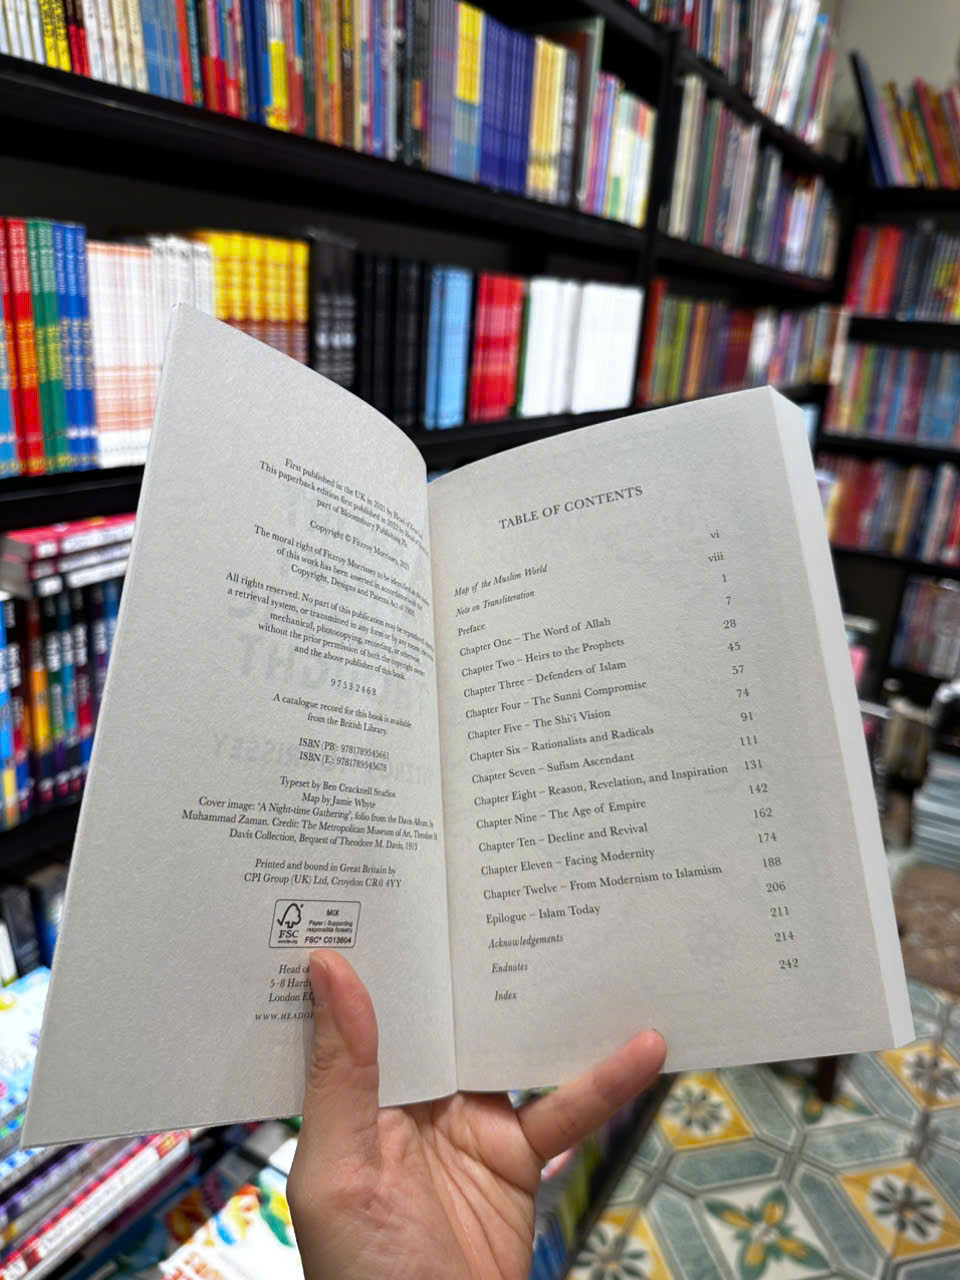 First published in the UK in 2021 by Head of Zeus Ltd
This paperback edition first published in 2022 by Head of Zeus
part of Bloomsbury Publishing Plc
Copyright © Fitzroy Morrissey, 2021
The moral right of Fitzroy Morrissey to be identified as the author
of this work has been asserted in accordance with the
Copyright, Designs and Patents Act of 1988.
All rights reserved. No part of this publication may be reproduced,
a retrieval system, or transmitted in any form or by any means,
mechanical, photocopying, recording, or otherwise,
without the prior permission of both the copyright owner
and the above publisher of this book.
9 7 5 3 2 4 6 8
A catalogue record for this book is available
from the British Library.
ISBN (PB): 9781789545661
ISBN (E): 9781789545678
Typeset by Ben Cracknell Studios
Map by Jamie Whyte
Cover image: 'A Night-time Gathering', folio from the Davis Album, by
Muhammad Zaman. Credit: The Metropolitan Museum of Art, Theodore M.
Davis Collection, Bequest of Theodore M. Davis, 1915
Printed and bound in Great Britain by
CPI Group (UK) Ltd, Croydon CR0 4YY
FSC
www.fsc.org
MIX
Paper | Supporting
responsible forestry
FSC® C013604
Head of
5–8 Hard
London EC
WWW.HEADOF
TABLE OF CONTENTS
Map of the Muslim World vi
Note on Transliteration viii
Preface 1
Chapter One – The Word of Allah 7
Chapter Two – Heirs to the Prophets 28
Chapter Three – Defenders of Islam 45
Chapter Four – The Sunni Compromise 57
Chapter Five – The Shi'i Vision 74
Chapter Six – Rationalists and Radicals 91
Chapter Seven – Sufism Ascendant 111
Chapter Eight – Reason, Revelation, and Inspiration 131
Chapter Nine – The Age of Empire 142
Chapter Ten – Decline and Revival 162
Chapter Eleven – Facing Modernity 174
Chapter Twelve – From Modernism to Islamism 188
Epilogue – Islam Today 206
Acknowledgements 211
Endnotes 214
Index 242